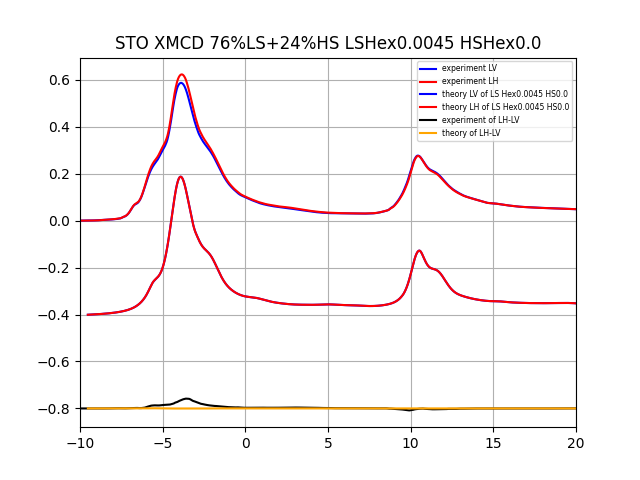 STO XMCD 76%LS+24%HS LSHex0.0045 HSHex0.0
experiment LV
experiment LH
theory LV of LS Hex0.0045 HS0.0
theory LH of LS Hex0.0045 HS0.0
experiment of LH-LV
theory of LH-LV
0.6
0.4
0.2
0.0
−0.2
−0.4
−0.6
−0.8
−10 −5 0 5 10 15 20